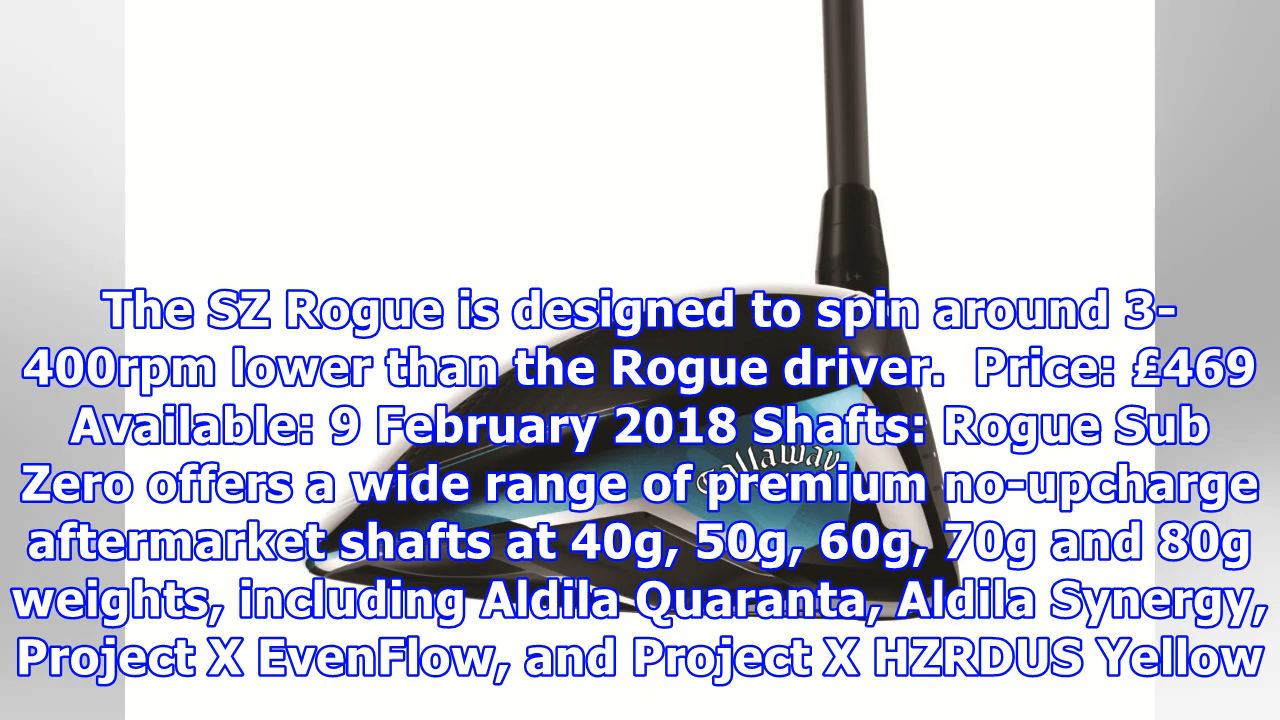 The SZ Rogue is designed to spin around 3-
400rpm lower than the Rogue driver.  Price: £469
Available: 9 February 2018 Shafts: Rogue Sub
Zero offers a wide range of premium no-upcharge
aftermarket shafts at 40g, 50g, 60g, 70g and 80g
weights, including Aldila Quaranta, Aldila Synergy,
Project X EvenFlow, and Project X HZRDUS Yellow
Callaway